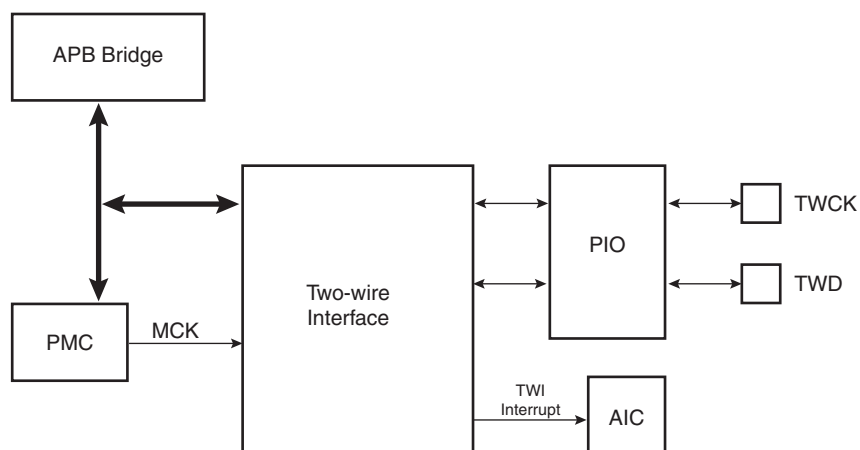 APB Bridge
TWCK
PIO
TWD
Two-wire
Interface
PMC
MCK
TWI
Interrupt
AIC